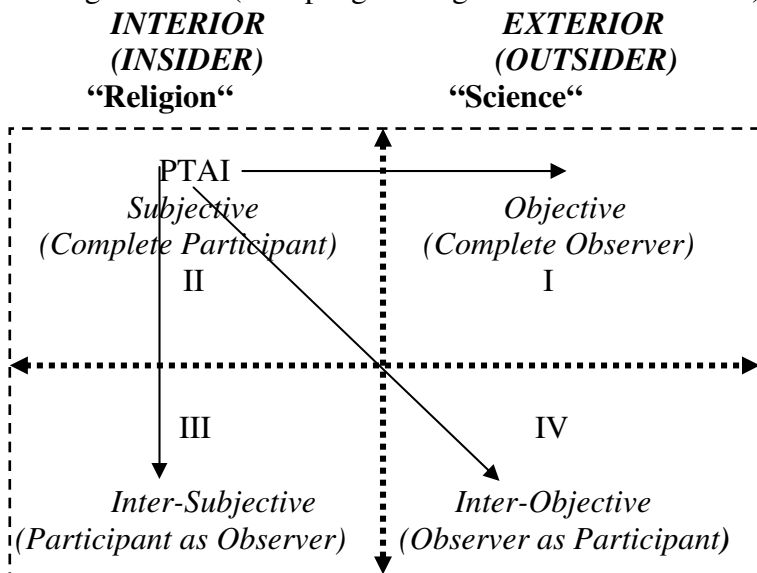 INTERIOR EXTERIOR
(INSIDER) (OUTSIDER)
“Religion“ “Science“
PTAI
Subjective Objective
(Complete Participant) (Complete Observer)
II I
III IV
Inter-Subjective Inter-Objective
(Participant as Observer) (Observer as Participant)